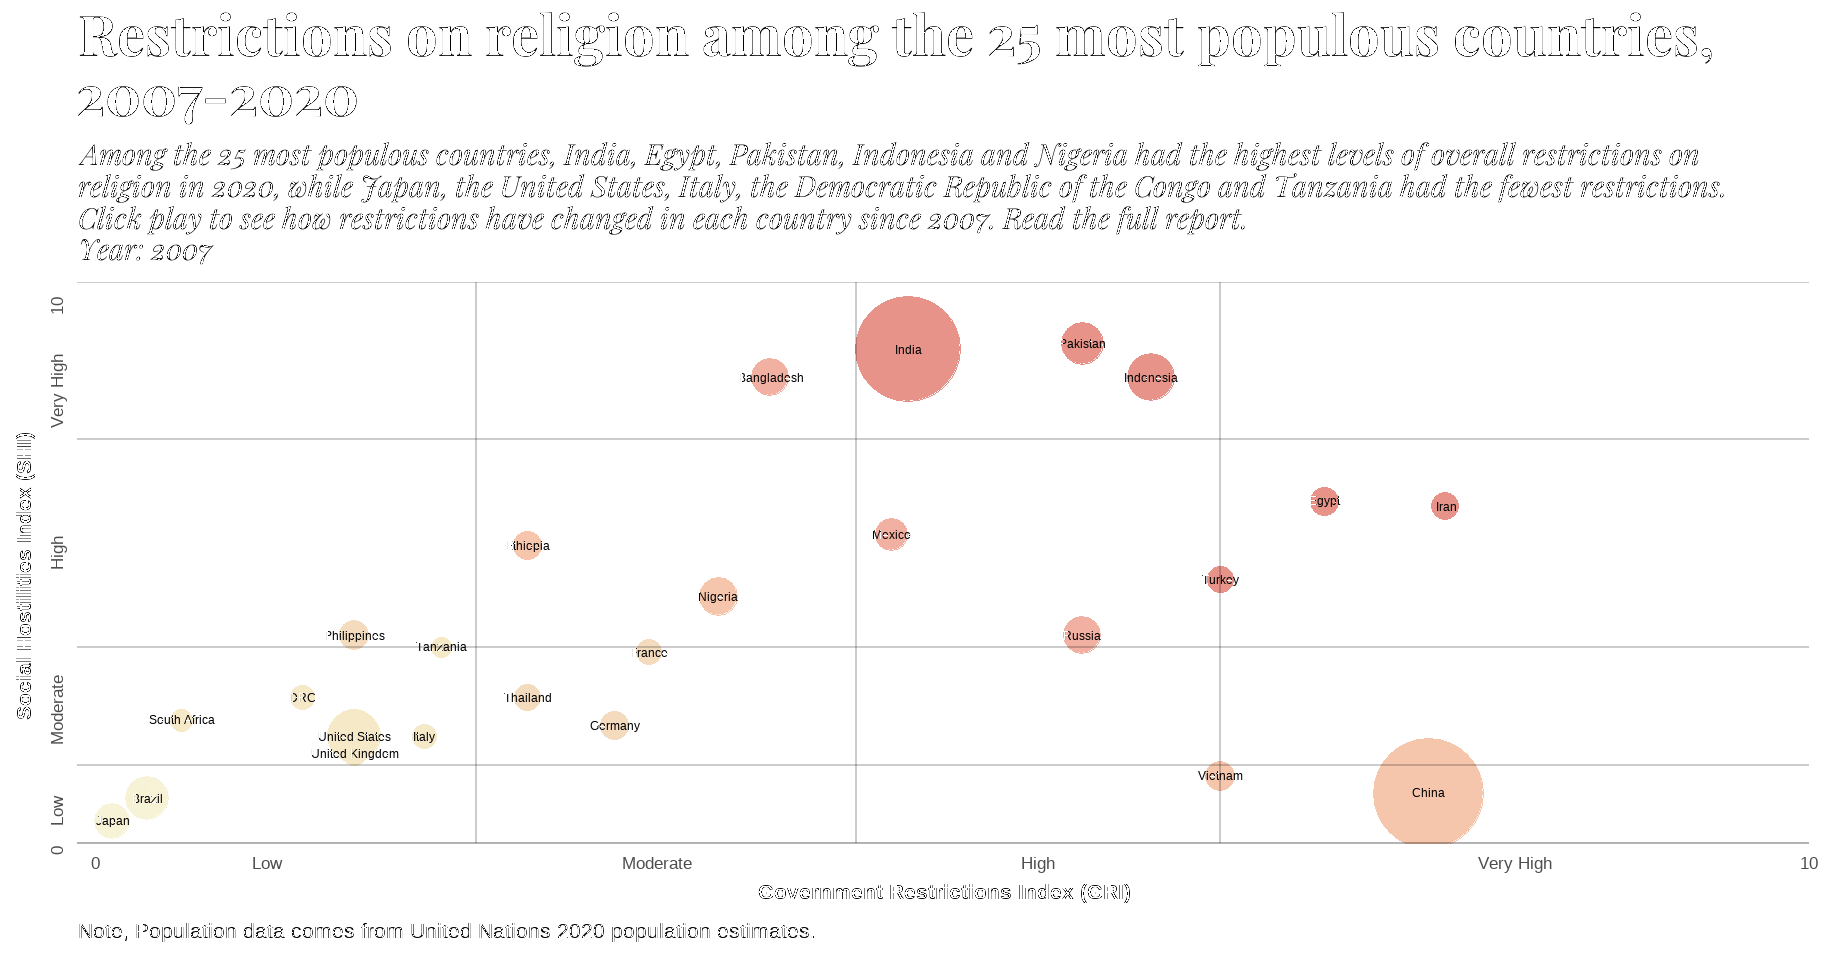 Restrictions on religion among the 25 most populous countries,
2007-2020
Among the 25 most populous countries, India, Egypt, Pakistan, Indonesia and Nigeria had the highest levels of overall restrictions on
religion in 2020, while Japan, the United States, Italy, the Democratic Republic of the Congo and Tanzania had the fewest restrictions.
Click play to see how restrictions have changed in each country since 2007. Read the full report.
Year: 2007
10
Very High
High
Moderate
Low
0
Social Hostilities Index (SHI)
India
Pakistan
Bangladesh
Indonesia
Egypt
Iran
Mexico
Ethiopia
Turkey
Nigeria
Philippines
Russia
Tanzania
France
DRC
Thailand
South Africa
Germany
United States
Italy
United Kingdom
Vietnam
China
Brazil
Japan
0
Low
Moderate
High
Very High
10
Government Restrictions Index (GRI)
Note, Population data comes from United Nations 2020 population estimates.